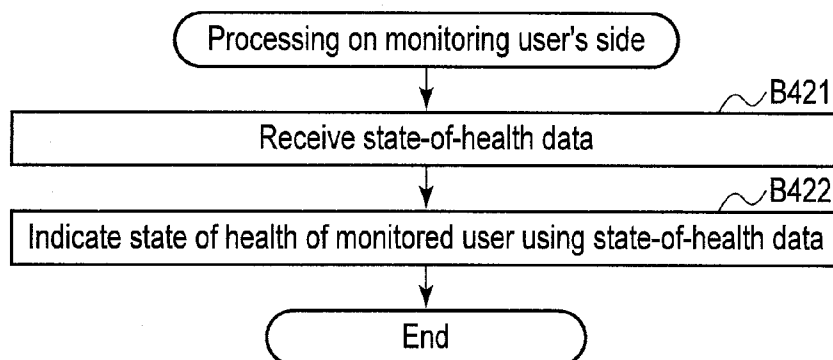 Processing on monitoring user's side
B421
Receive state-of-health data
B422
Indicate state of health of monitored user using state-of-health data
End